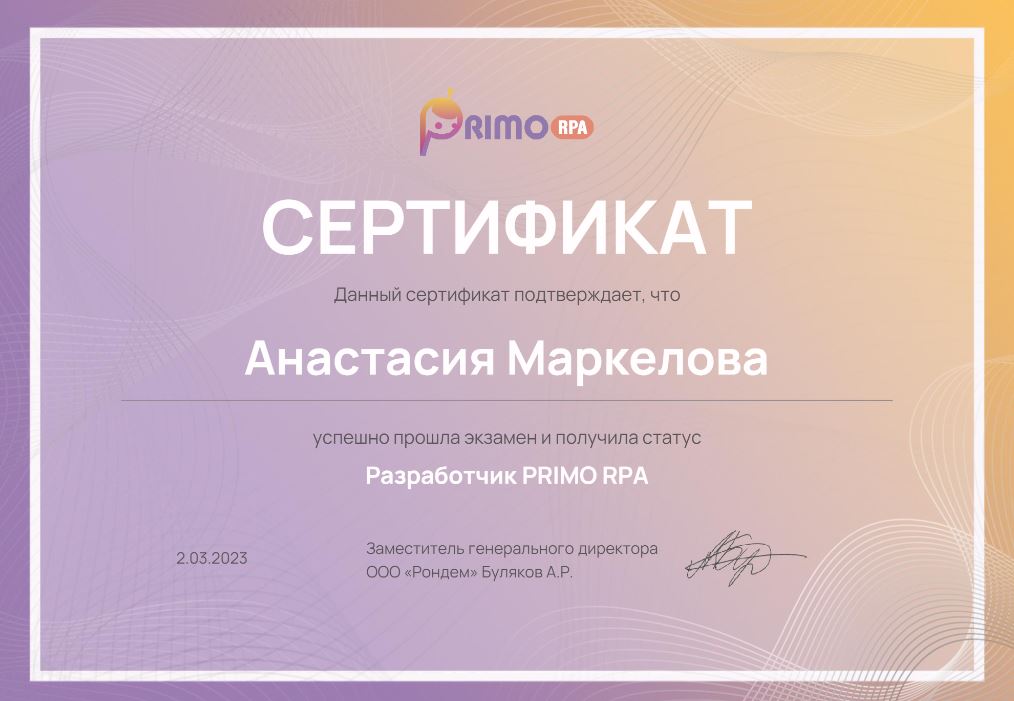 PRIMO RPA
СЕРТИФИКАТ
Данный сертификат подтверждает, что
Анастасия Маркелова
успешно прошла экзамен и получила статус
Разработчик PRIMO RPA
2.03.2023
Заместитель генерального директора
ООО «Рондем» Буляков А.Р.